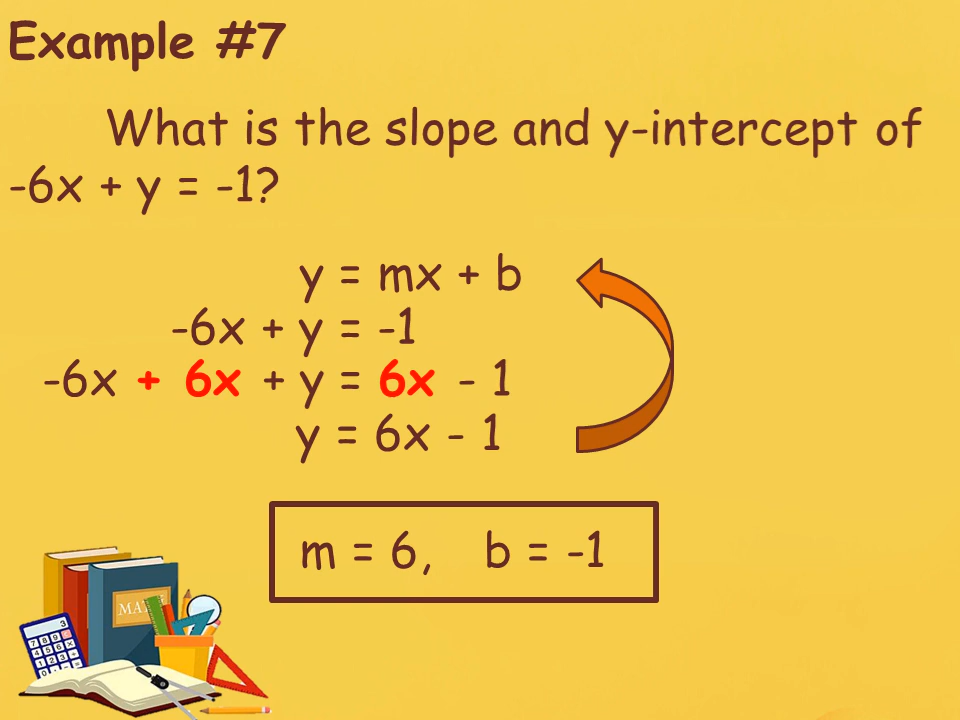 Example #7
What is the slope and y-intercept of
-6x + y = -1?
y = mx + b
-6x + y = -1
-6x + 6x + y = 6x - 1
y = 6x - 1
m = 6, b = -1